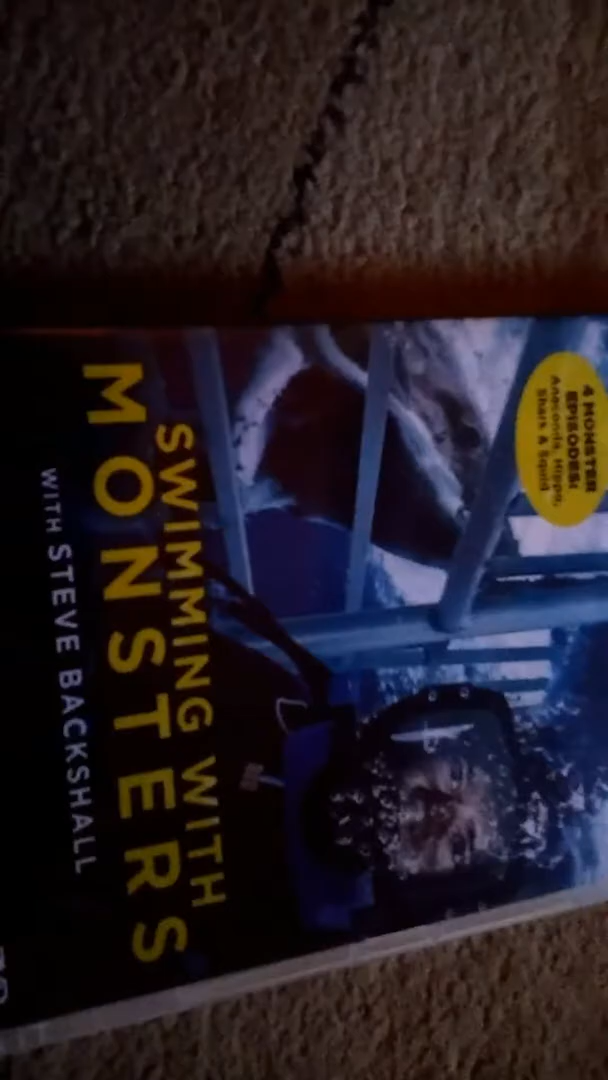 4 MONSTER
EPISODES:
Anaconda, Hippo,
Shark & Squid
SWIMMING WITH
MONSTERS
WITH STEVE BACKSHALL